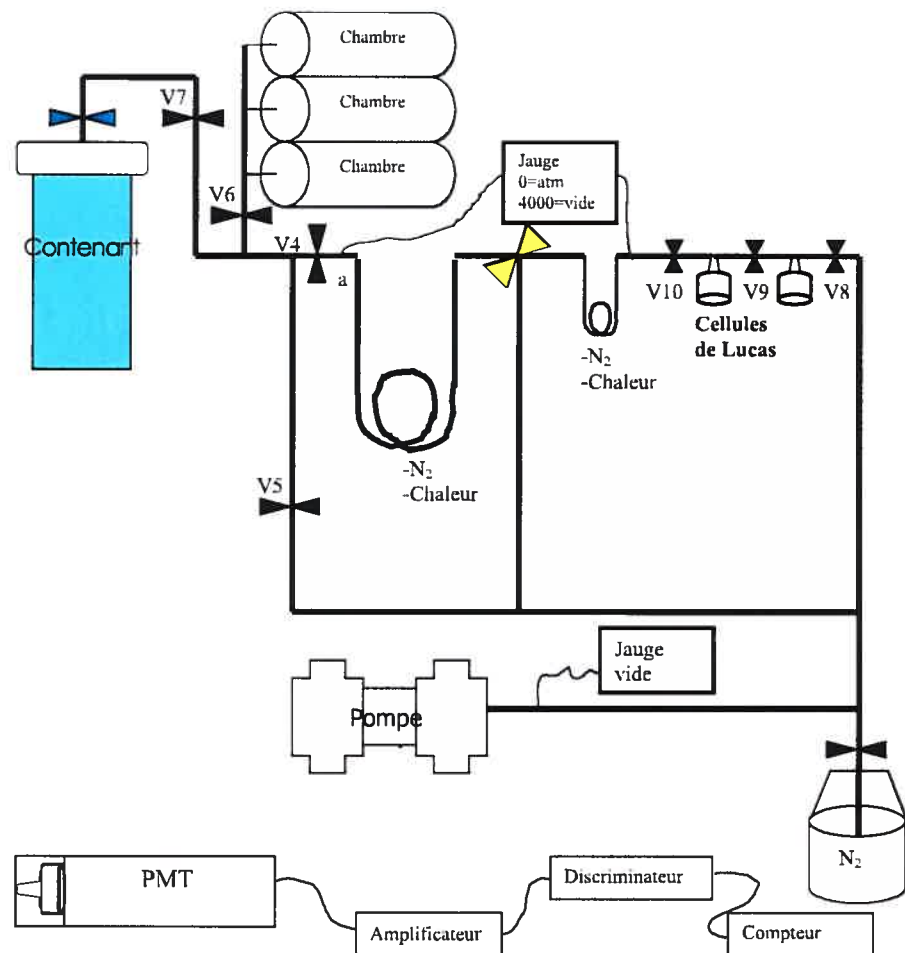 Chambre
V7
Chambre
Chambre
Jauge
0=atm
4000=vide
V6
Contenant
V4
a
V10
V9
V8
Cellules
de Lucas
-N₂
-Chaleur
-N₂
-Chaleur
V5
Jauge
vide
Pompe
N₂
PMT
Discriminateur
Amplificateur
Compteur